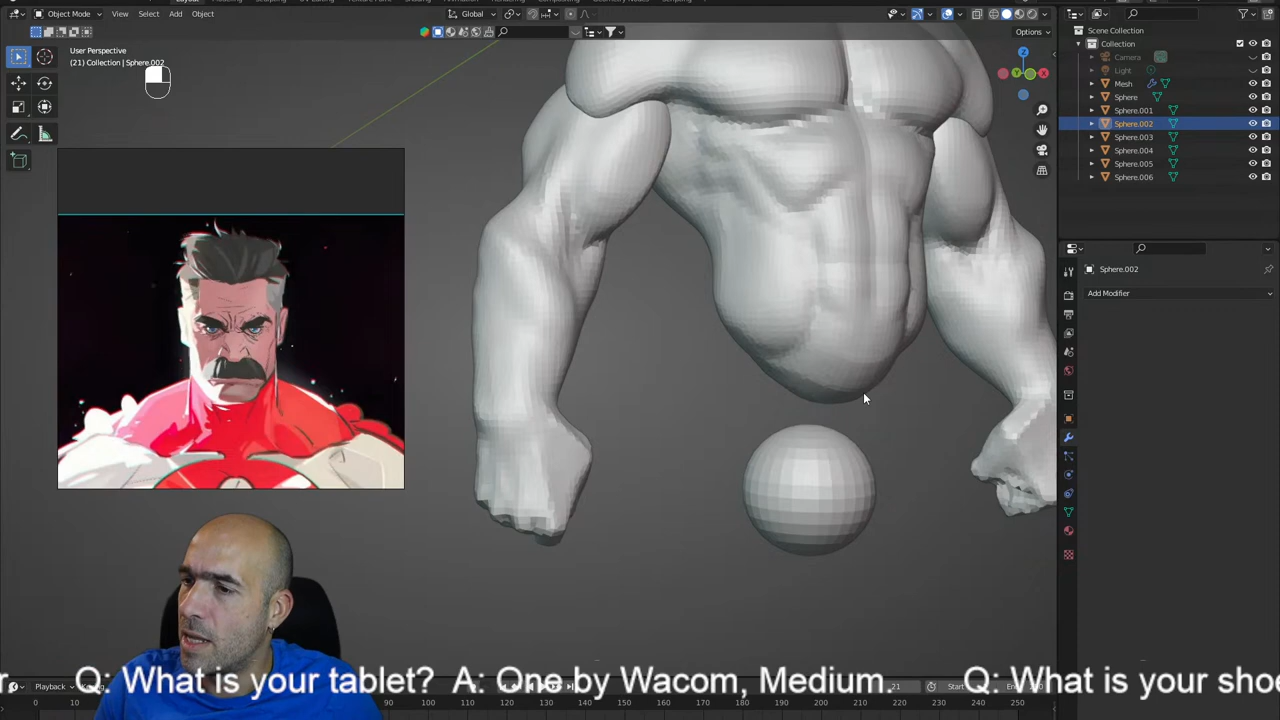 Object Mode
View
Select
Add
Object
Global
Options
User Perspective
(21) Collection | Sphere.002
Z
Y
X
Scene Collection
Collection
Camera
Light
Mesh
Sphere
Sphere.001
Sphere.002
Sphere.003
Sphere.004
Sphere.005
Sphere.006
Sphere.002
Add Modifier
Q: What is your tablet? A: One by Wacom, Medium. Q: What is your
Playback
21
Start
0
10
80
90
100
110
120
130
140
150
160
170
180
190
200
210
220
230
240
250